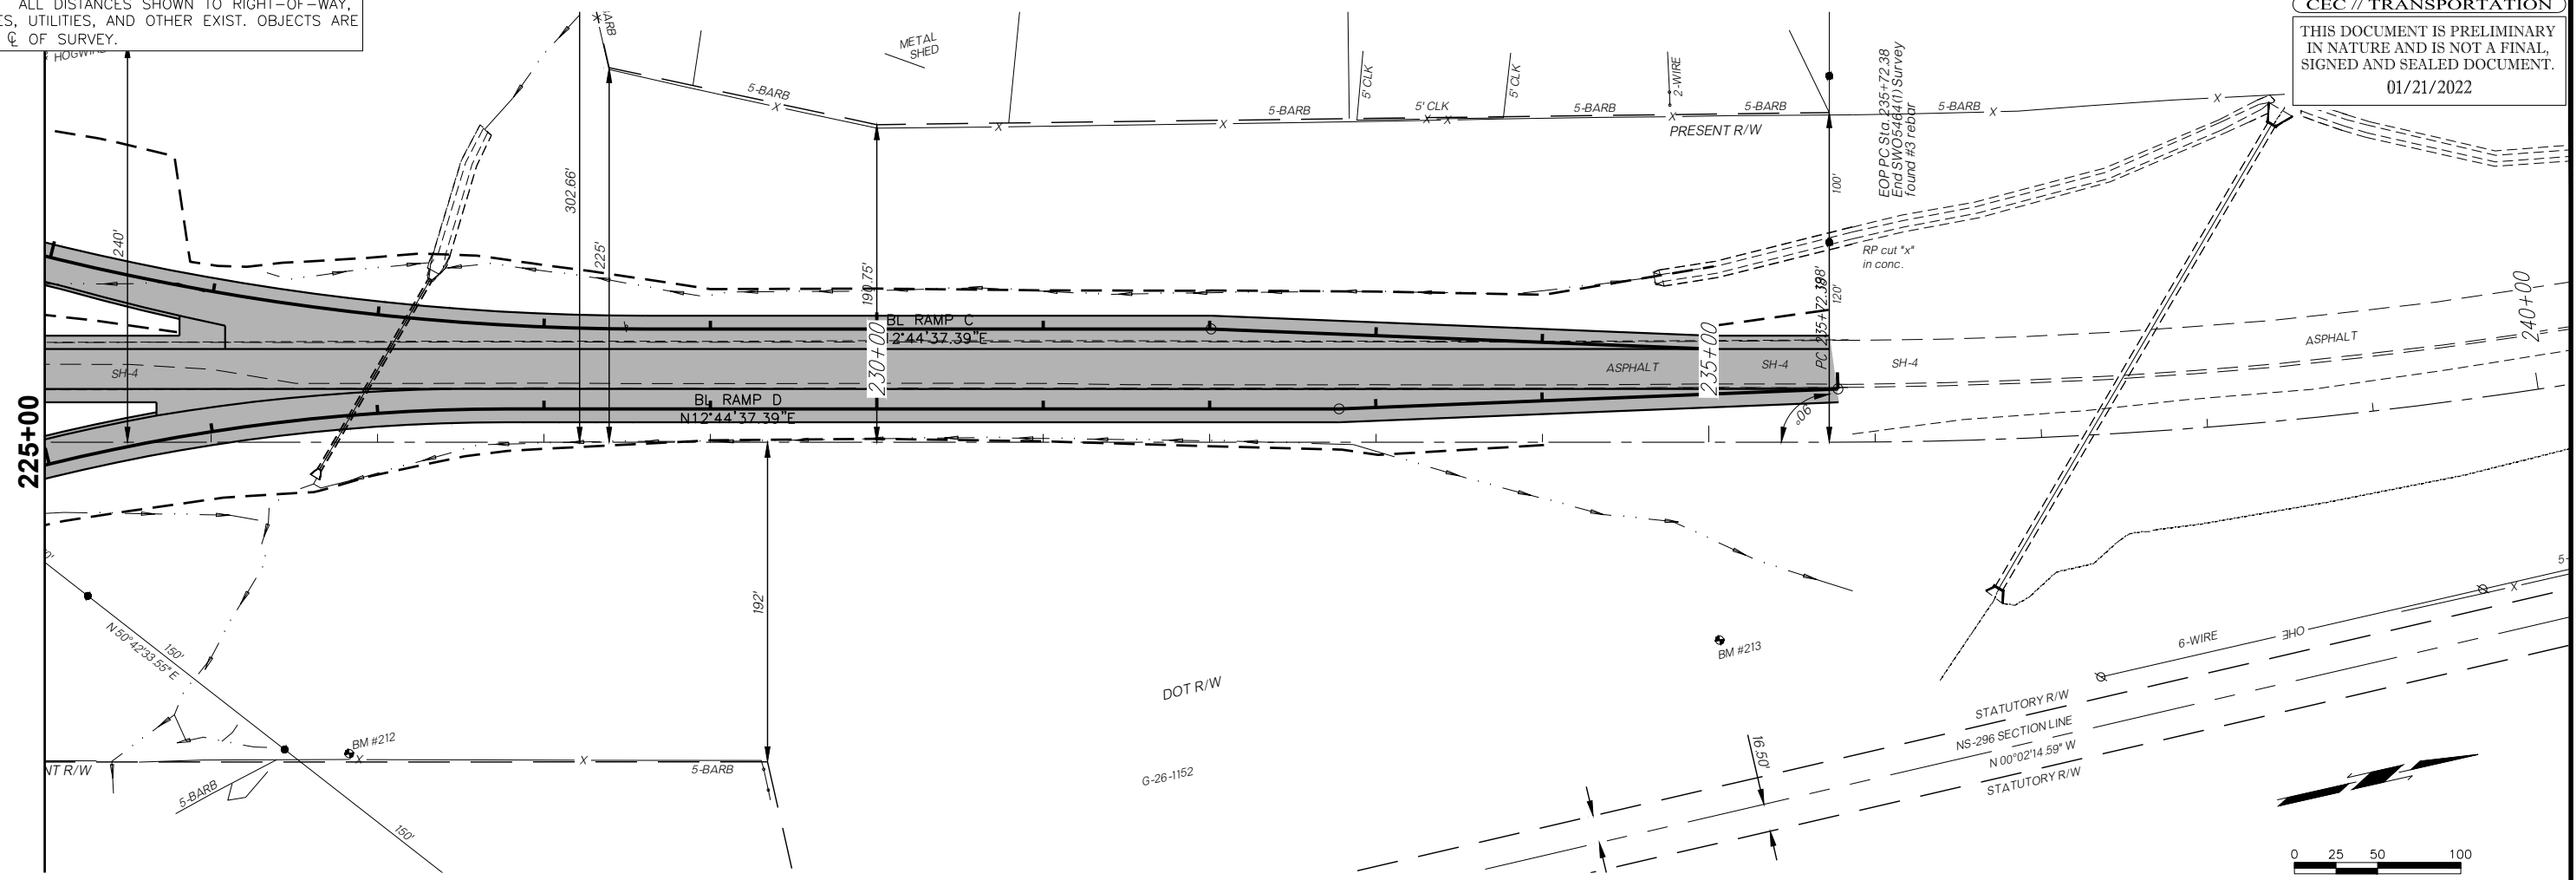 ALL DISTANCES SHOWN TO RIGHT-OF-WAY,
ES, UTILITIES, AND OTHER EXIST. OBJECTS ARE
℄ OF SURVEY.
CEC // TRANSPORTATION
THIS DOCUMENT IS PRELIMINARY
IN NATURE AND IS NOT A FINAL,
SIGNED AND SEALED DOCUMENT.
01/21/2022
METAL
SHED
5-BARB
5-BARB
5' CLK
5' CLK
5' CLK
5-BARB
2-WIRE
5-BARB
5-BARB
PRESENT R/W
EOP PC Sta. 235+72.38
End SWO5464(1) Survey
found #3 rebar
240'
302.66'
225'
190.75'
100'
120'
RP cut "x"
in conc.
BL RAMP C
2°44'37.39"E
230+00
235+00
240+00
SH-4
ASPHALT
SH-4
SH-4
ASPHALT
BL RAMP D
N12°44'37.39"E
90°
225+00
192'
N 50°42'33.55" E
150'
150'
BM #212
BM #213
NT R/W
5-BARB
5-BARB
DOT R/W
G-26-1152
16.50'
6-WIRE
OHE
5-
STATUTORY R/W
NS-296 SECTION LINE
N 00°02'14.59" W
STATUTORY R/W
0 25 50 100